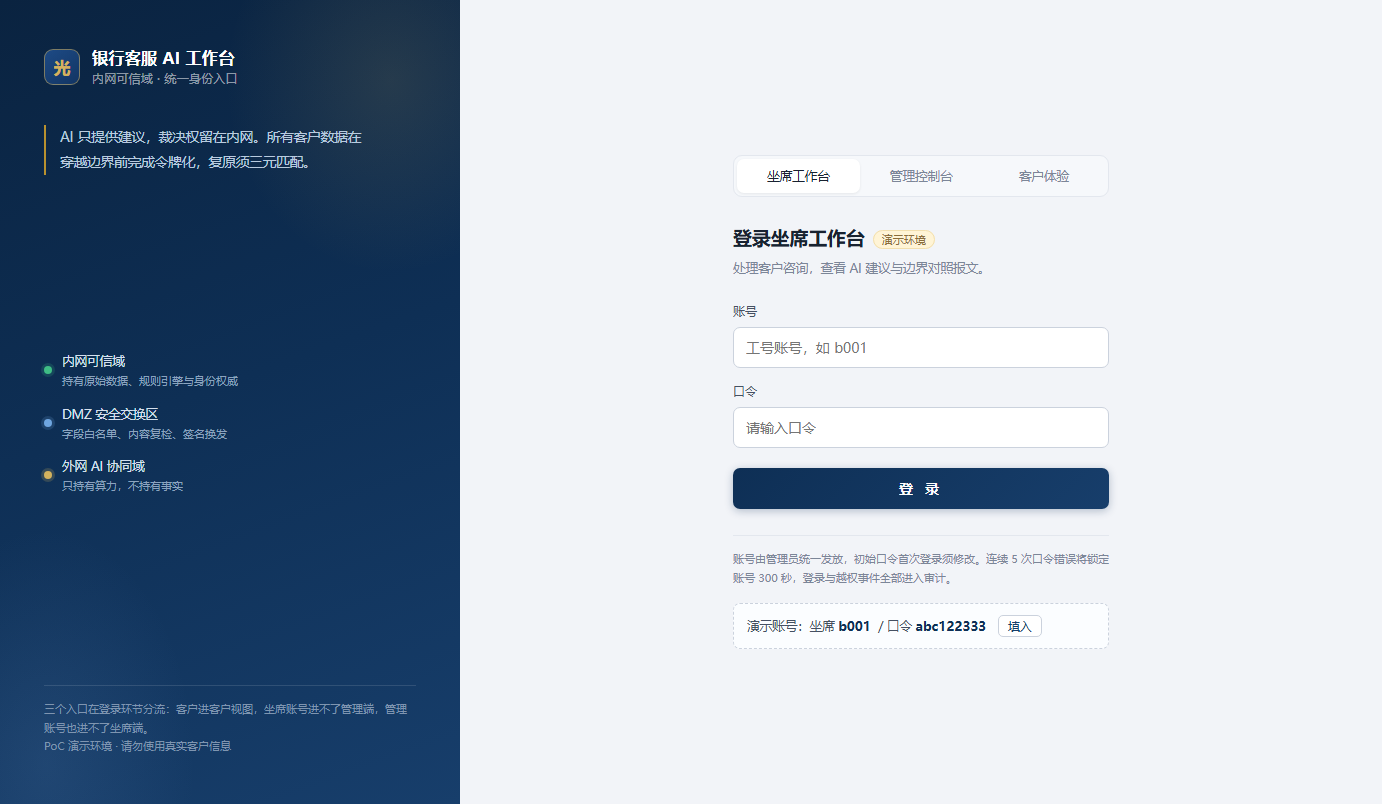 光
银行客服 AI 工作台
内网可信域 · 统一身份入口
AI 只提供建议，裁决权留在内网。所有客户数据在
穿越边界前完成令牌化，复原须三元匹配。
内网可信域
持有原始数据、规则引擎与身份权威
DMZ 安全交换区
字段白名单、内容复检、签名换发
外网 AI 协同域
只持有算力，不持有事实
三个入口在登录环节分流：客户进客户视图，坐席账号进不了管理端，管理
账号也进不了坐席端。
PoC 演示环境 · 请勿使用真实客户信息
坐席工作台 管理控制台 客户体验
登录坐席工作台 演示环境
处理客户咨询，查看 AI 建议与边界对照报文。
账号
工号账号，如 b001
口令
请输入口令
登 录
账号由管理员统一发放，初始口令首次登录须修改。连续 5 次口令错误将锁定
账号 300 秒，登录与越权事件全部进入审计。
演示账号：坐席 b001 / 口令 abc122333 填入